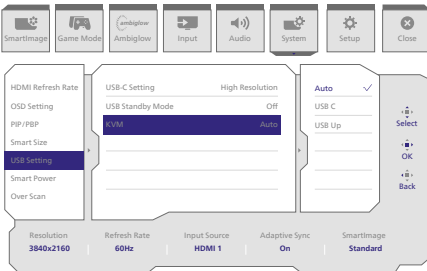 ambiglow
SmartImage Game Mode Ambiglow Input Audio System Setup Close
HDMI Refresh Rate USB-C Setting High Resolution Auto
OSD Setting USB Standby Mode Off USB C
PIP/PBP KVM Auto USB Up Select
Smart Size
USB Setting OK
Smart Power
Over Scan Back
Resolution Refresh Rate Input Source Adaptive Sync SmartImage
3840x2160 60Hz HDMI 1 On Standard